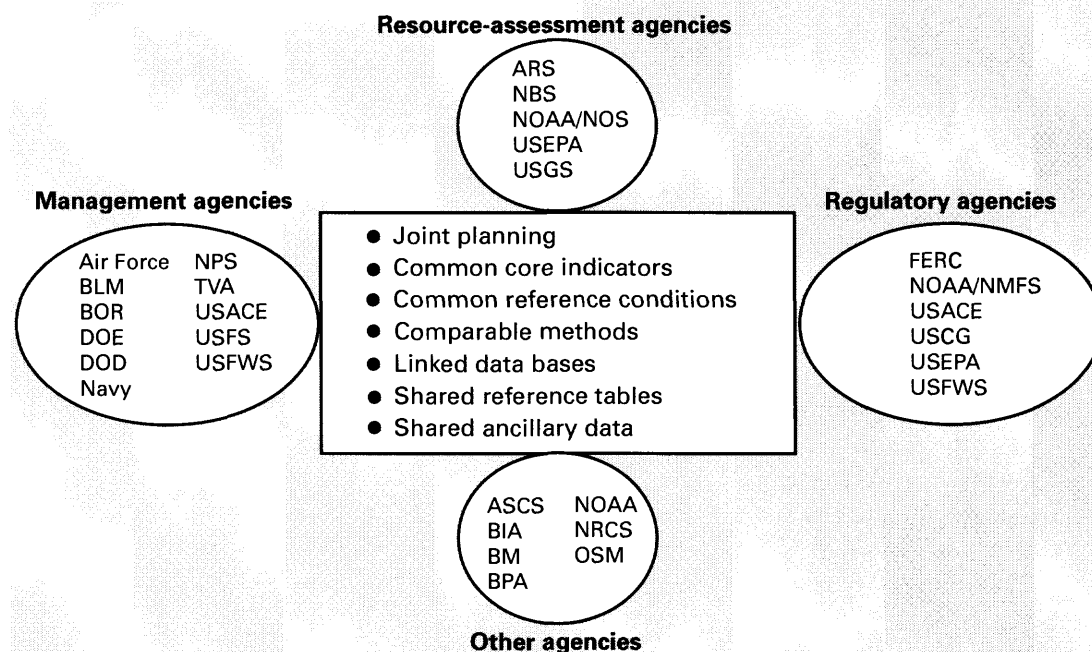 Resource-assessment agencies
ARS
NBS
NOAA/NOS
USEPA
USGS
Management agencies
Air Force NPS
BLM TVA
BOR USACE
DOE USFS
DOD USFWS
Navy
● Joint planning
● Common core indicators
● Common reference conditions
● Comparable methods
● Linked data bases
● Shared reference tables
● Shared ancillary data
Regulatory agencies
FERC
NOAA/NMFS
USACE
USCG
USEPA
USFWS
ASCS NOAA
BIA NRCS
BM OSM
BPA
Other agencies